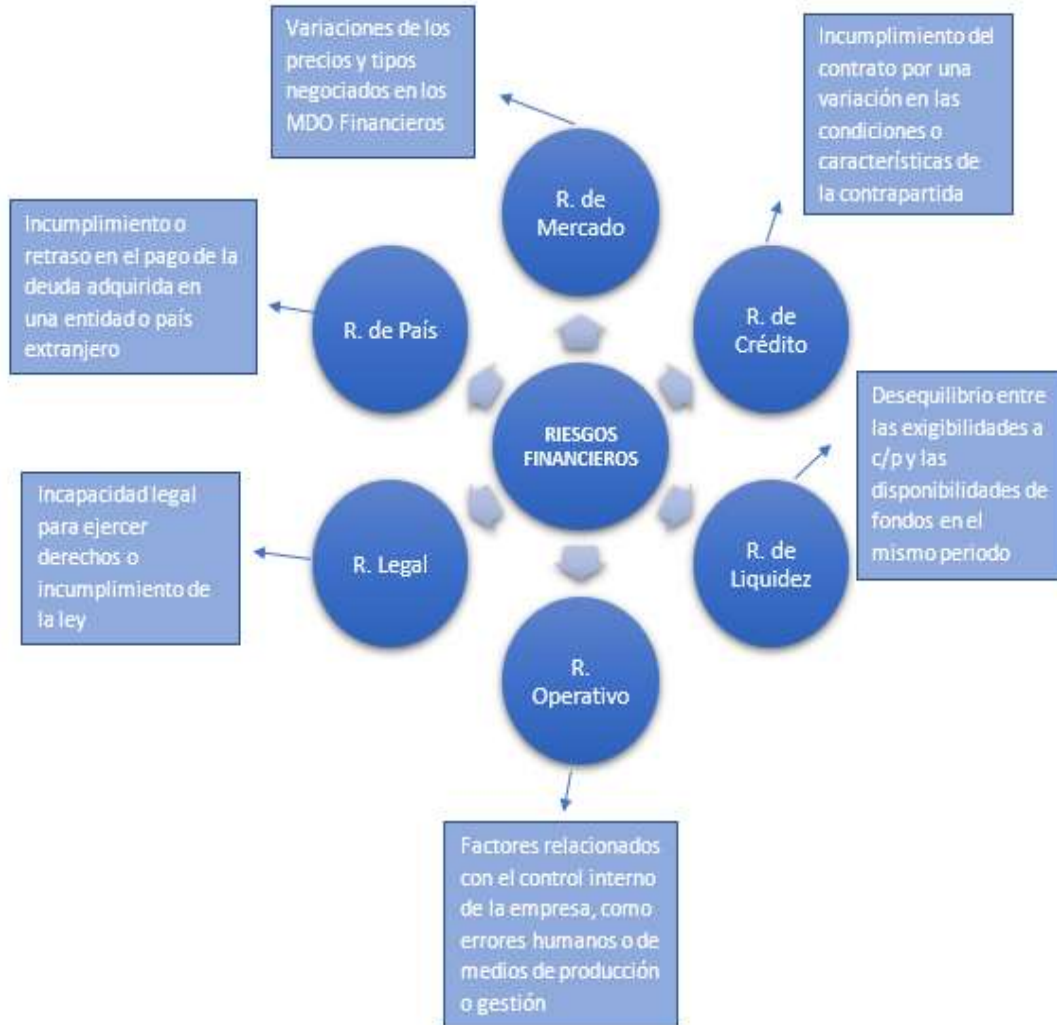 Variaciones de los
precios y tipos
negociados en los
MDO Financieros
Incumplimiento del
contrato por una
variación en las
condiciones o
características de
la contrapartida
R. de
Mercado
Incumplimiento o
retraso en el pago de la
deuda adquirida en
una entidad o país
extranjero
R. de País
R. de
Crédito
RIESGOS
FINANCIEROS
Desequilibrio entre
las exigibilidades a
c/p y las
disponibilidades de
fondos en el
mismo periodo
Incapacidad legal
para ejercer
derechos o
incumplimiento de
la ley
R. Legal
R. de
Liquidez
R.
Operativo
Factores relacionados
con el control interno
de la empresa, como
errores humanos o de
medios de producción
o gestión